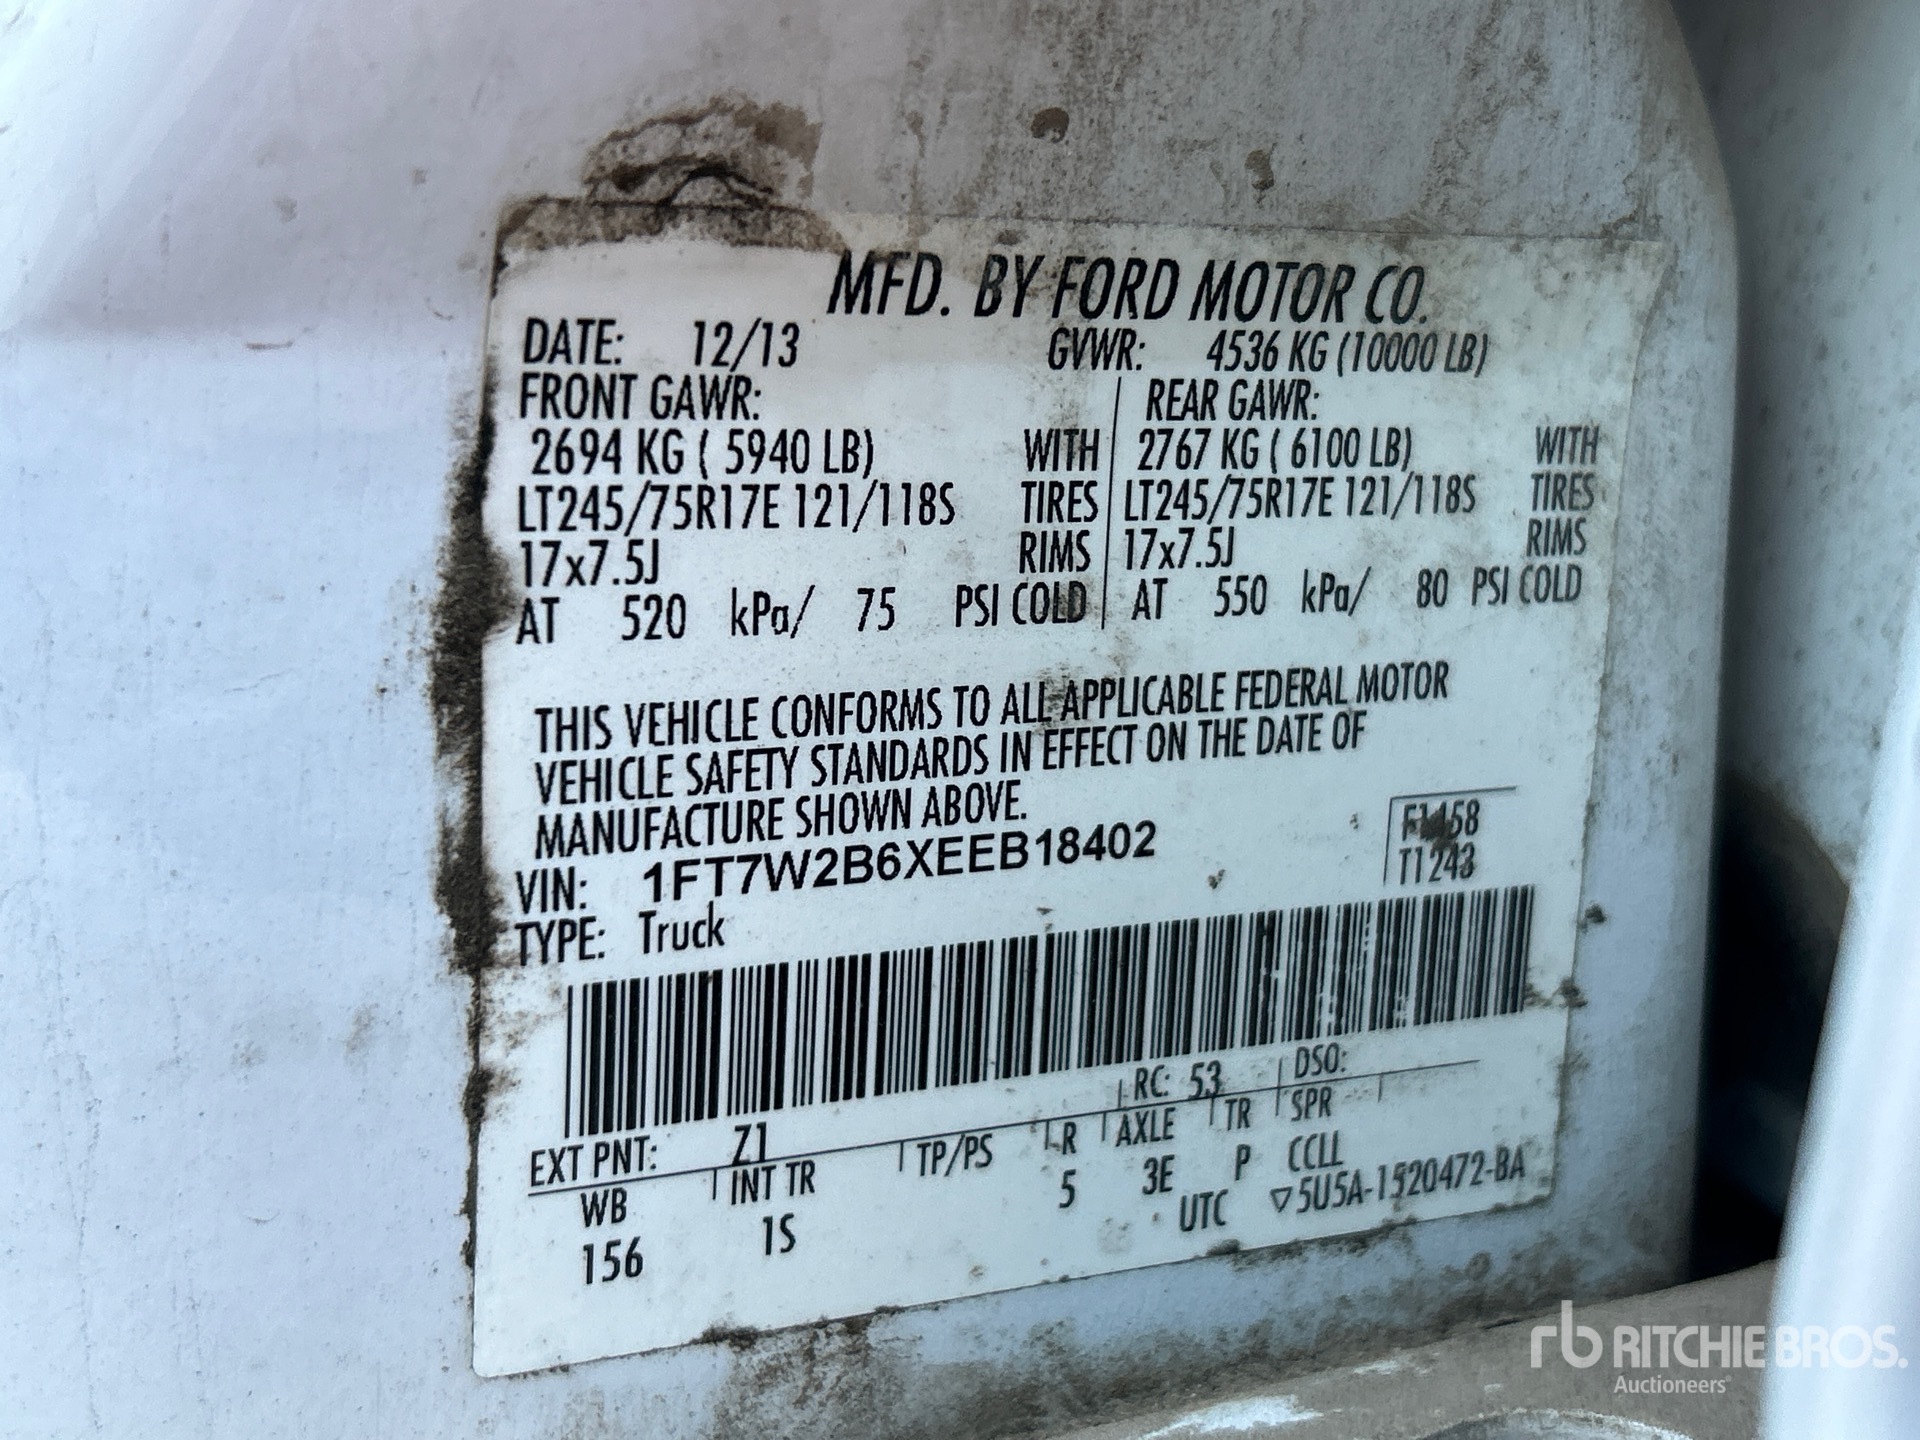 MFD. BY FORD MOTOR CO.
DATE: 12/13 GVWR: 4536 KG (10000 LB)
FRONT GAWR: REAR GAWR:
2694 KG ( 5940 LB) WITH 2767 KG ( 6100 LB) WITH
LT245/75R17E 121/118S TIRES LT245/75R17E 121/118S TIRES
17x7.5J RIMS 17x7.5J RIMS
AT 520 kPa/ 75 PSI COLD AT 550 kPa/ 80 PSI COLD
THIS VEHICLE CONFORMS TO ALL APPLICABLE FEDERAL MOTOR
VEHICLE SAFETY STANDARDS IN EFFECT ON THE DATE OF
MANUFACTURE SHOWN ABOVE.
VIN: 1FT7W2B6XEEB18402
TYPE: Truck
F1458
T1243
RC: 53 DSO:
EXT PNT: Z1
WB INT TR TP/PS R AXLE TR SPR
156 1S 5 3E P CCLL
UTC ▽5U5A-1520472-BA
rb RITCHIE BROS.
Auctioneers